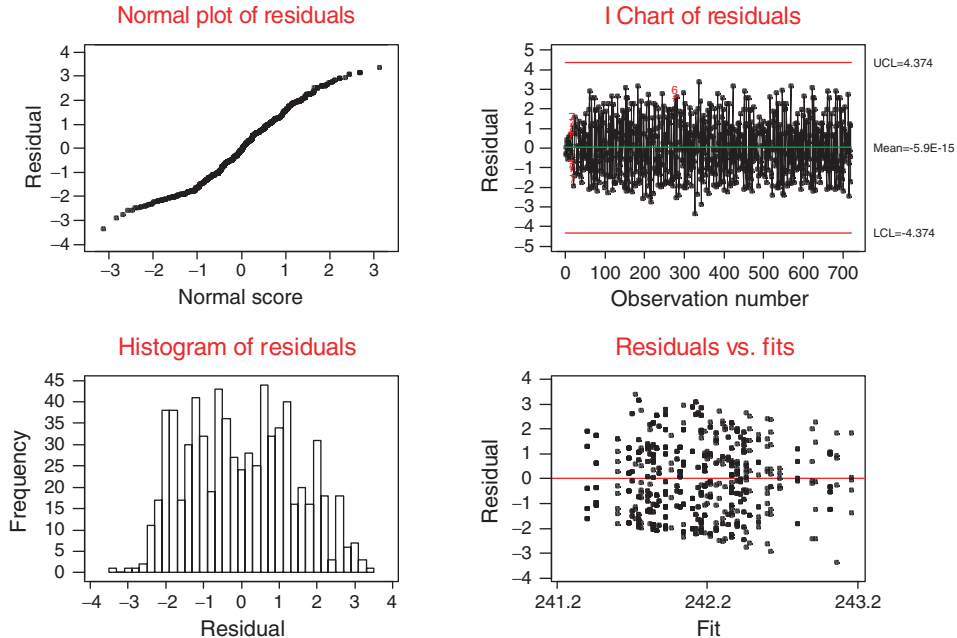 Normal plot of residuals
4
3
2
1
0
−1
−2
−3
−4
Residual
−3 −2 −1 0 1 2 3
Normal score
I Chart of residuals
5
4
3
2
1
0
−1
−2
−3
−4
−5
Residual
UCL=4.374
Mean=-5.9E-15
LCL=-4.374
6
0 100 200 300 400 500 600 700
Observation number
Histogram of residuals
45
40
35
30
25
20
15
10
5
0
Frequency
−4 −3 −2 −1 0 1 2 3 4
Residual
Residuals vs. fits
4
3
2
1
0
−1
−2
−3
−4
Residual
241.2 242.2 243.2
Fit